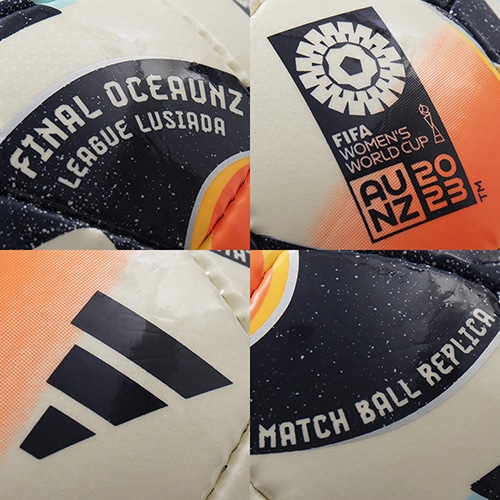 FINAL OCEAUNZ
LEAGUE LUSIADA
FIFA
WOMEN'S
WORLD CUP
AU 20
NZ 23
TM
MATCH BALL REPLICA